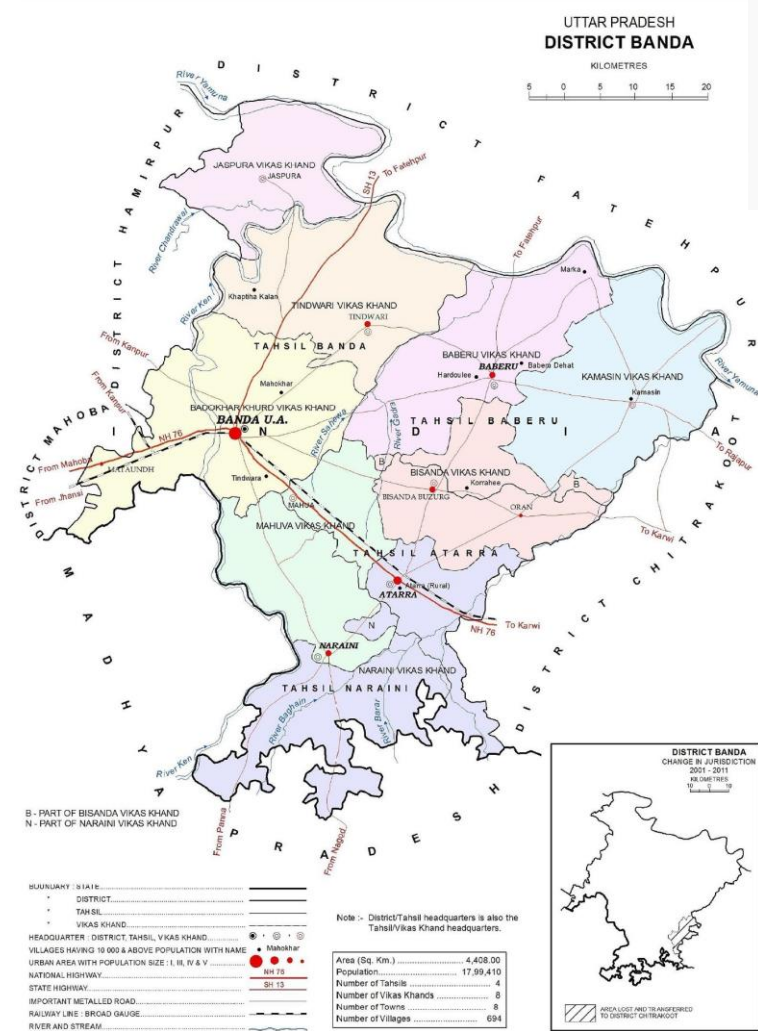 UTTAR PRADESH
DISTRICT BANDA
KILOMETRES
5 0 5 10 15 20
River Yamuna
DISTRICT FATEHPUR
DISTRICT HAMIRPUR
JASPURA VIKAS KHAND
JASPURA
SH 13
To Fatehpur
To Fatehpur
River Chandrawal
River Ken
Marka
Khaptiha Kalan
TINDWARI VIKAS KHAND
TINDWARI
TAHSIL BANDA
From Kanpur
From Kanpur
BABERU VIKAS KHAND
BABERU
Baberu Dehat
Hardoulee
KAMASIN VIKAS KHAND
Kamasin
River Yamuna
Mahokhar
BADOKHAR KHURD VIKAS KHAND
BANDA U.A.
TAHSIL BABERU
INDIA
DISTRICT MAHOBA
NH 76
From Mahoba
From Jhansi
MATAUNDH
To Rajapur
B
BISANDA VIKAS KHAND
BISANDA BUZURG
Korrahee
B
ORAN
Tindwara
MAHUA
MAHUVA VIKAS KHAND
To Karwi
TAHSIL ATARRA
Atarra (Rural)
ATARRA
N
To Karwi
NH 76
NARAINI
NARAINI VIKAS KHAND
TAHSIL NARAINI
River Baghain
River Ken
DISTRICT CHITRAKOOT
MADHYA PRADESH
From Panna
From Nagod
B - PART OF BISANDA VIKAS KHAND
N - PART OF NARAINI VIKAS KHAND
BOUNDARY : STATE
" DISTRICT
" TAHSIL
" VIKAS KHAND
HEADQUARTER : DISTRICT, TAHSIL, VIKAS KHAND
VILLAGES HAVING 10 000 & ABOVE POPULATION WITH NAME Mahokhar
URBAN AREA WITH POPULATION SIZE : I, III, IV & V
NATIONAL HIGHWAY NH 76
STATE HIGHWAY SH 13
IMPORTANT METALLED ROAD
RAILWAY LINE : BROAD GAUGE
RIVER AND STREAM
Note :- District/Tahsil headquarters is also the
Tahsil/Vikas Khand headquarters.
Area (Sq. Km.) 4,408.00
Population 17,99,410
Number of Tahsils 4
Number of Vikas Khands 8
Number of Towns 8
Number of Villages 694
DISTRICT BANDA
CHANGE IN JURISDICTION
2001 - 2011
KILOMETRES
10 0 10
AREA LOST AND TRANSFERRED
TO DISTRICT CHITRAKOOT